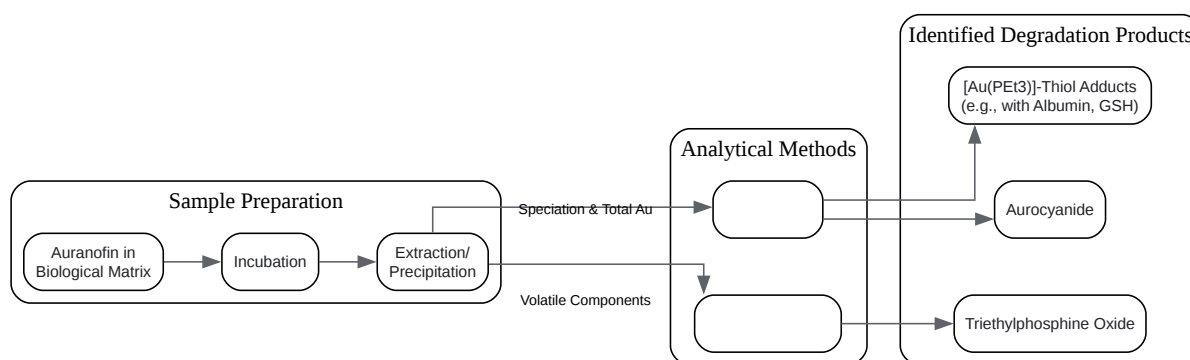 Sample Preparation
Auranofin in
Biological Matrix
Incubation
Extraction/
Precipitation
Speciation & Total Au
Volatile Components
Analytical Methods
Identified Degradation Products
[Au(PEt3)]-Thiol Adducts
(e.g., with Albumin, GSH)
Aurocyanide
Triethylphosphine Oxide